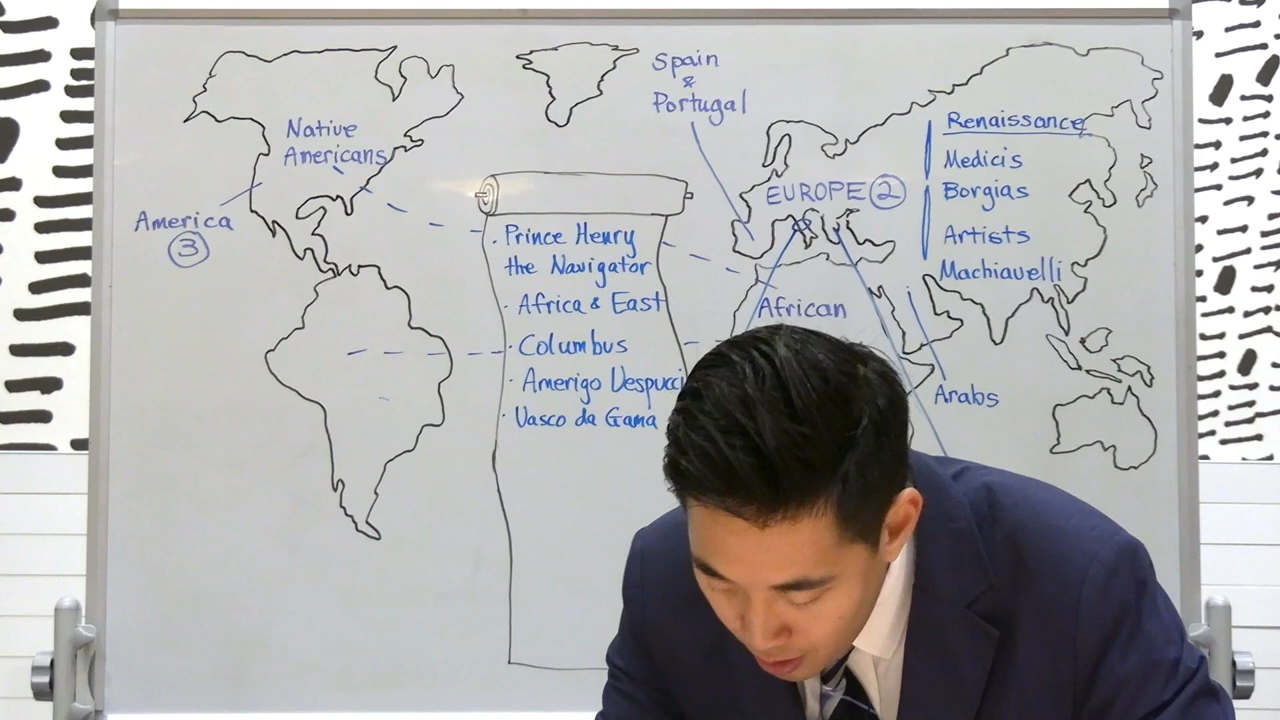 Spain
&
Portugal
Native
Americans
America
3
EUROPE 2
African
Arabs
Renaissance
Medicis
Borgias
Artists
Machiavelli
· Prince Henry
the Navigator
· Africa & East
· Columbus
· Amerigo Vespucci
· Vasco da Gama